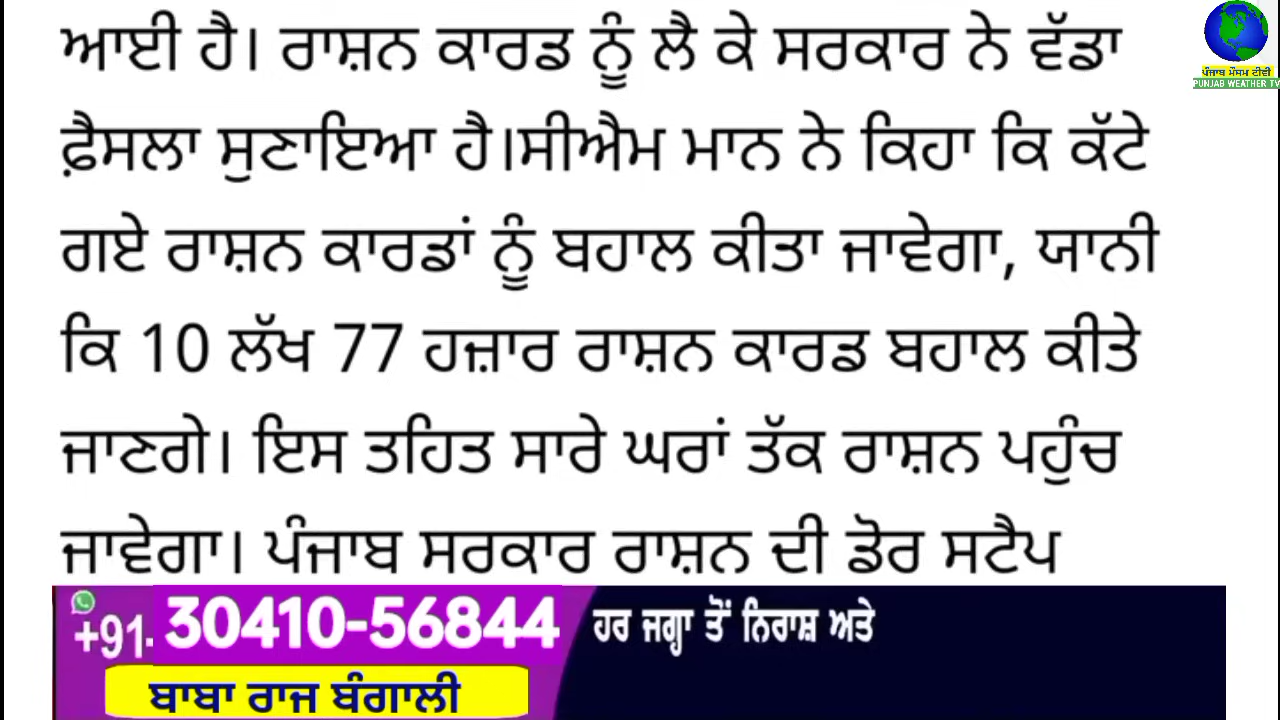 ਆਈ ਹੈ। ਰਾਸ਼ਨ ਕਾਰਡ ਨੂੰ ਲੈ ਕੇ ਸਰਕਾਰ ਨੇ ਵੱਡਾ
ਫ਼ੈਸਲਾ ਸੁਣਾਇਆ ਹੈ।ਸੀਐਮ ਮਾਨ ਨੇ ਕਿਹਾ ਕਿ ਕੱਟੇ
ਗਏ ਰਾਸ਼ਨ ਕਾਰਡਾਂ ਨੂੰ ਬਹਾਲ ਕੀਤਾ ਜਾਵੇਗਾ, ਯਾਨੀ
ਕਿ 10 ਲੱਖ 77 ਹਜ਼ਾਰ ਰਾਸ਼ਨ ਕਾਰਡ ਬਹਾਲ ਕੀਤੇ
ਜਾਣਗੇ। ਇਸ ਤਹਿਤ ਸਾਰੇ ਘਰਾਂ ਤੱਕ ਰਾਸ਼ਨ ਪਹੁੰਚ
ਜਾਵੇਗਾ। ਪੰਜਾਬ ਸਰਕਾਰ ਰਾਸ਼ਨ ਦੀ ਡੋਰ ਸਟੈਪ
ਪੰਜਾਬ ਮੌਸਮ ਟੀਵੀ
PUNJAB WEATHER TV
+91. 30410-56844
ਹਰ ਜਗ੍ਹਾ ਤੋਂ ਨਿਰਾਸ਼ ਅਤੇ
ਬਾਬਾ ਰਾਜ ਬੰਗਾਲੀ